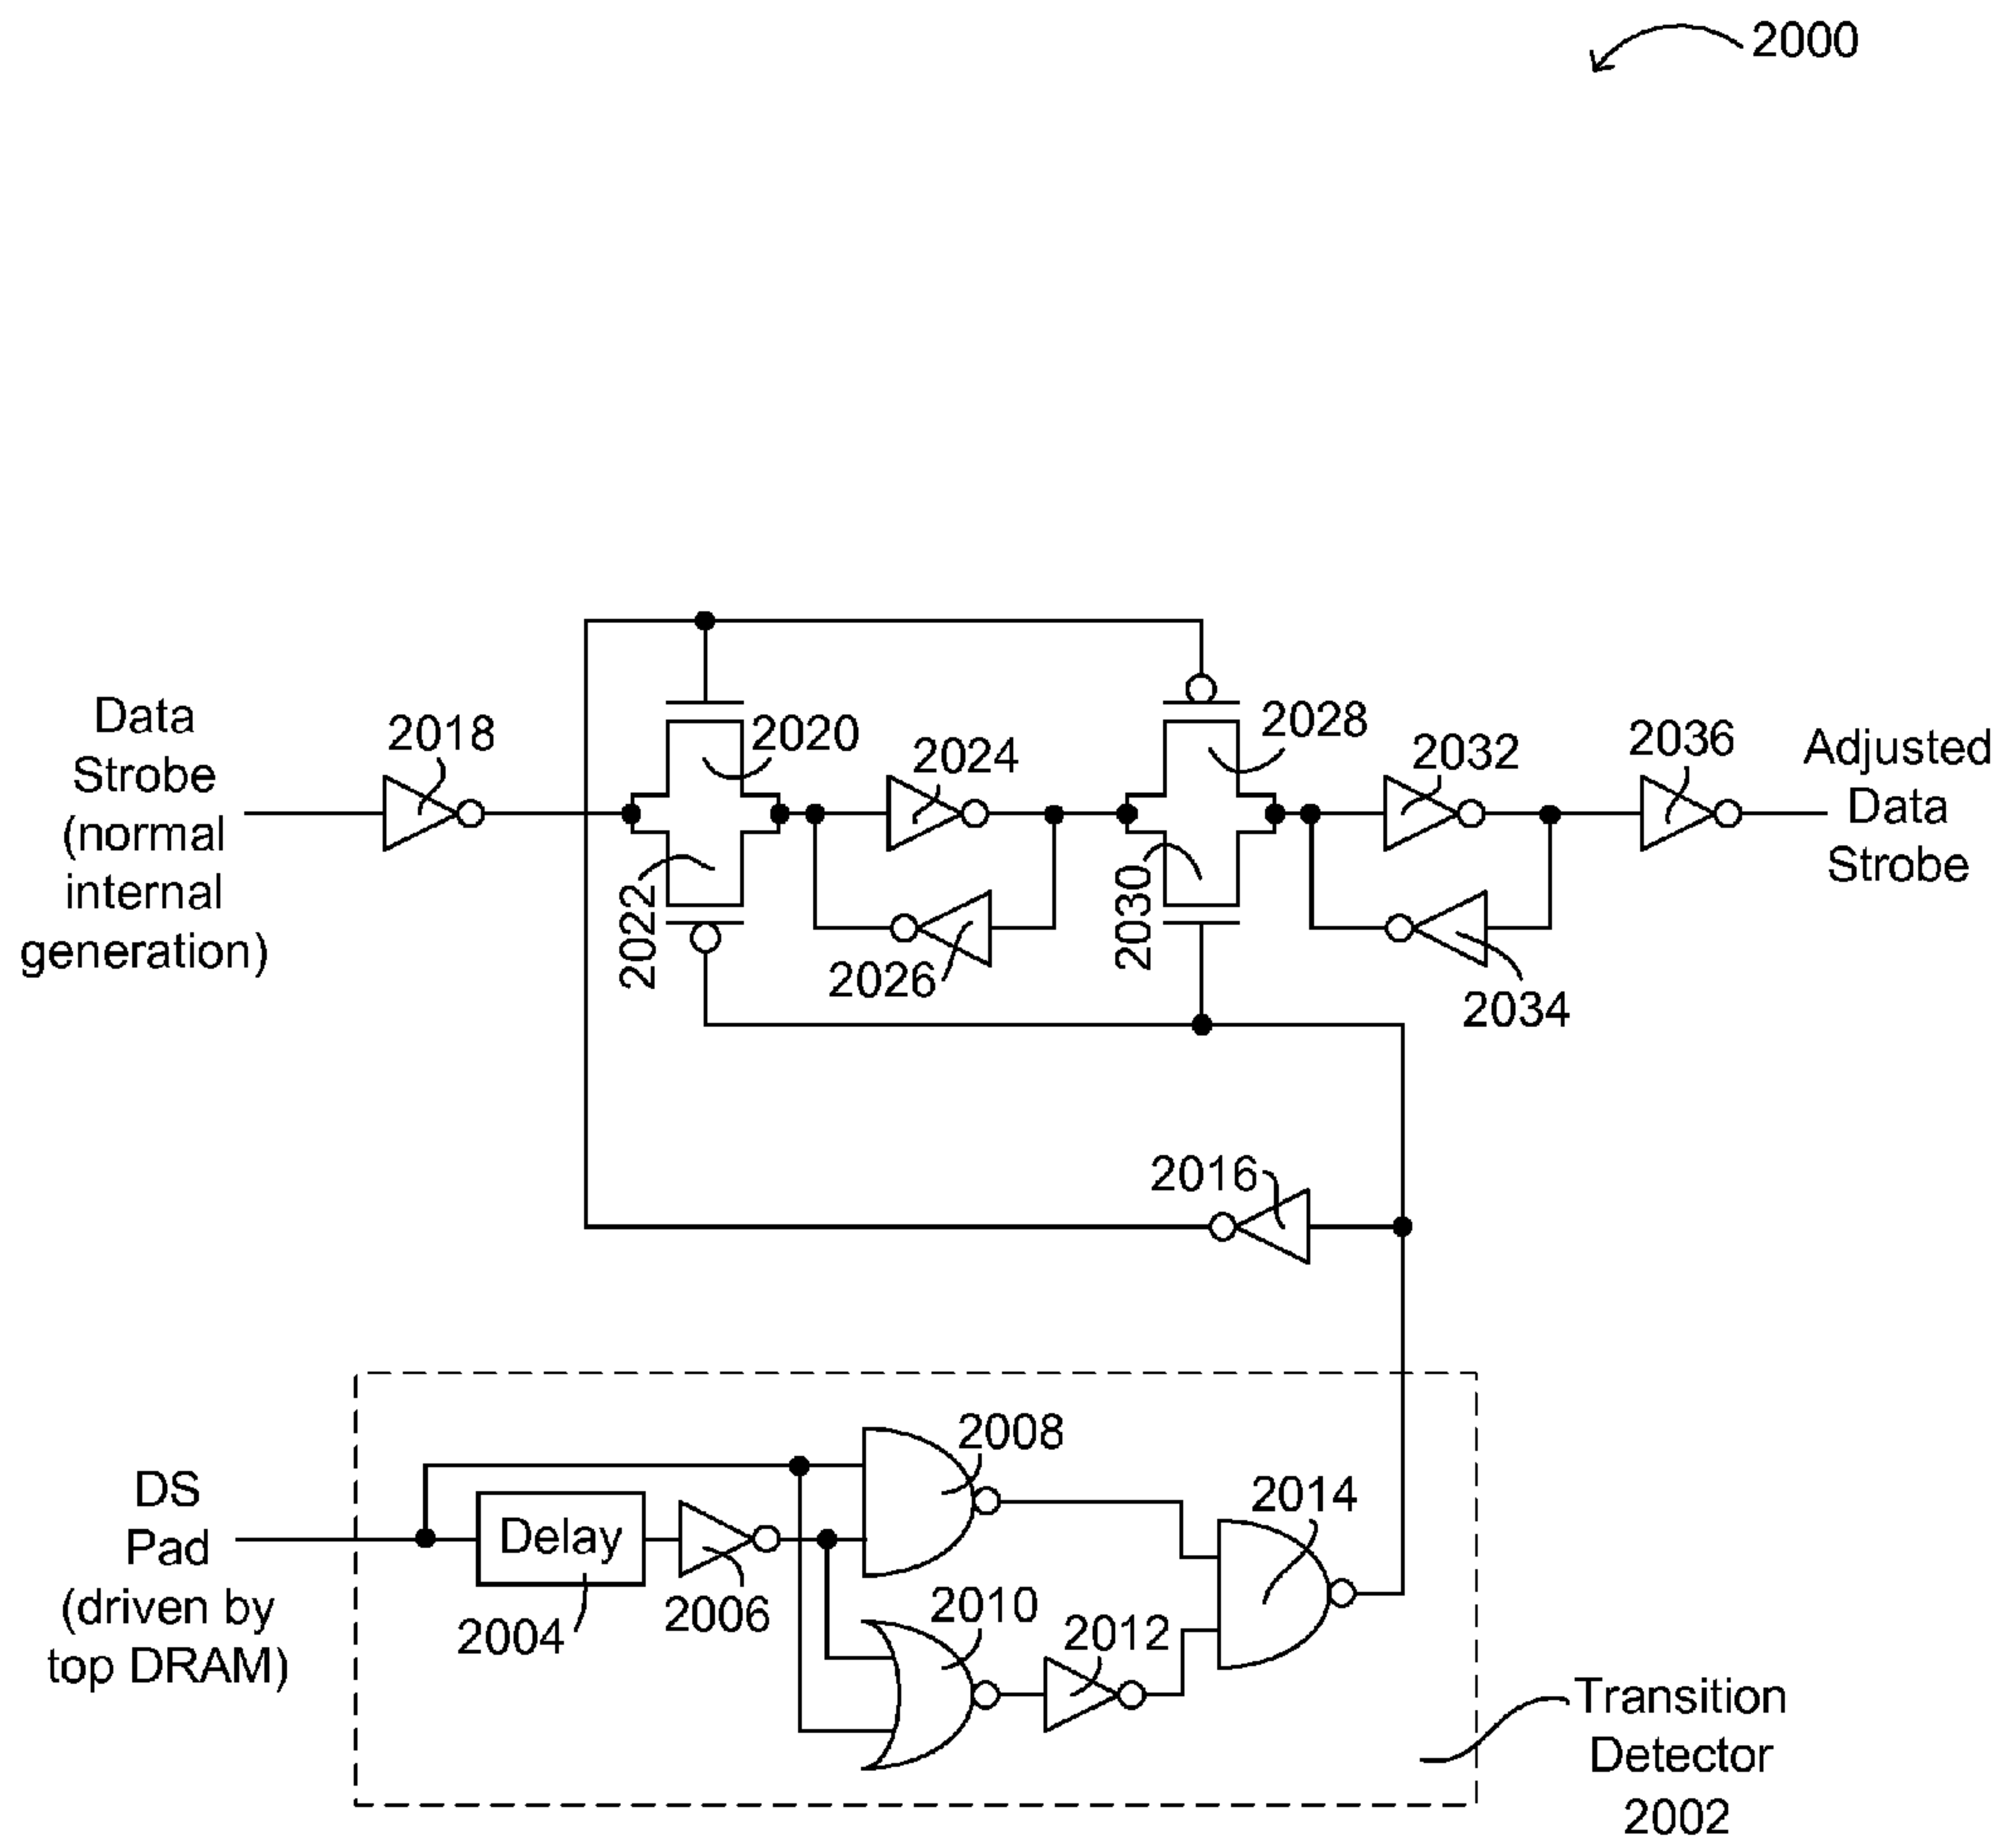 2000
Data
Strobe
(normal
internal
generation)
2018
2020
2022
2024
2026
2028
2030
2032
2034
2036
Adjusted
Data
Strobe
2016
DS
Pad
(driven by
top DRAM)
Delay
2004
2006
2008
2010
2012
2014
Transition
Detector
2002